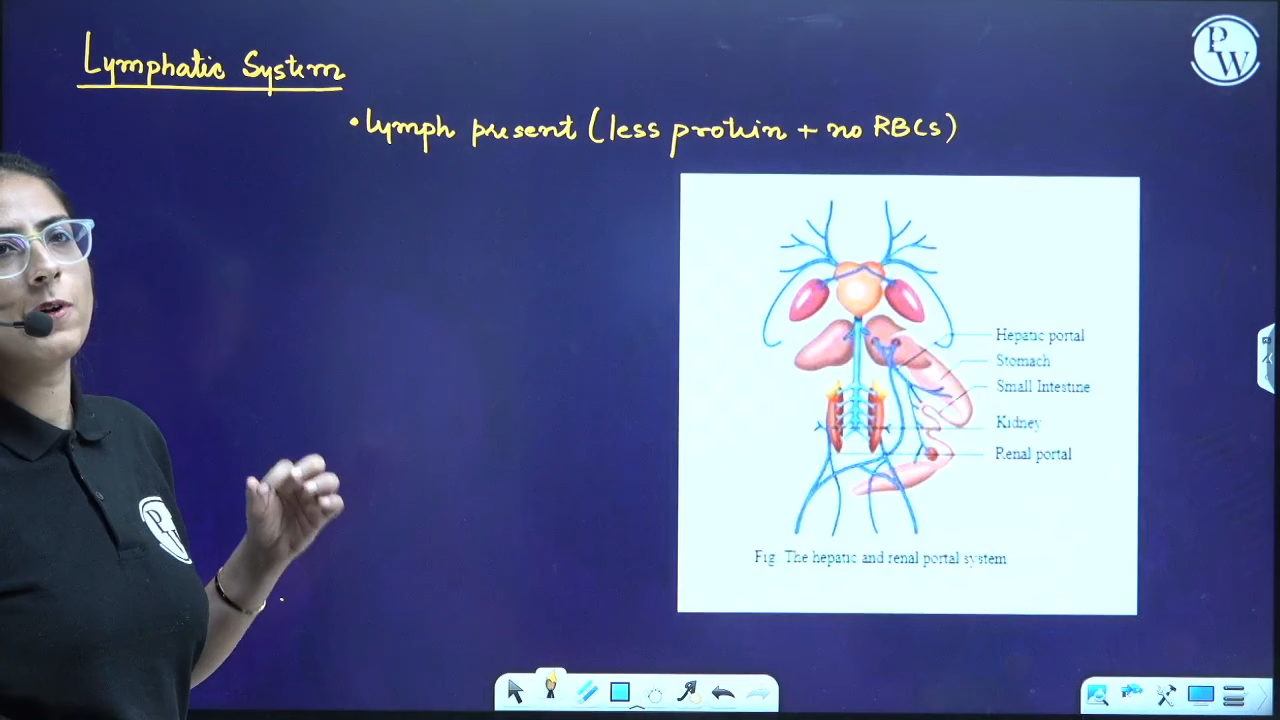 Lymphatic System
PW
• Lymph present (less protein + no RBCs)
Hepatic portal
Stomach
Small Intestine
Kidney
Renal portal
PW
Fig The hepatic and renal portal system